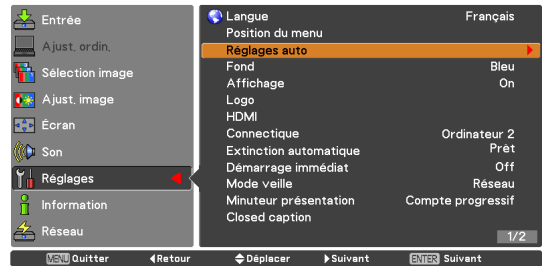 Entrée
Ajust. ordin.
Sélection image
Ajust. image
Écran
Son
Réglages
Information
Réseau
Langue Français
Position du menu
Réglages auto
Fond Bleu
Affichage On
Logo
HDMI
Connectique Ordinateur 2
Extinction automatique Prêt
Démarrage immédiat Off
Mode veille Réseau
Minuteur présentation Compte progressif
Closed caption
1/2
MENU Quitter Retour Déplacer Suivant ENTER Suivant